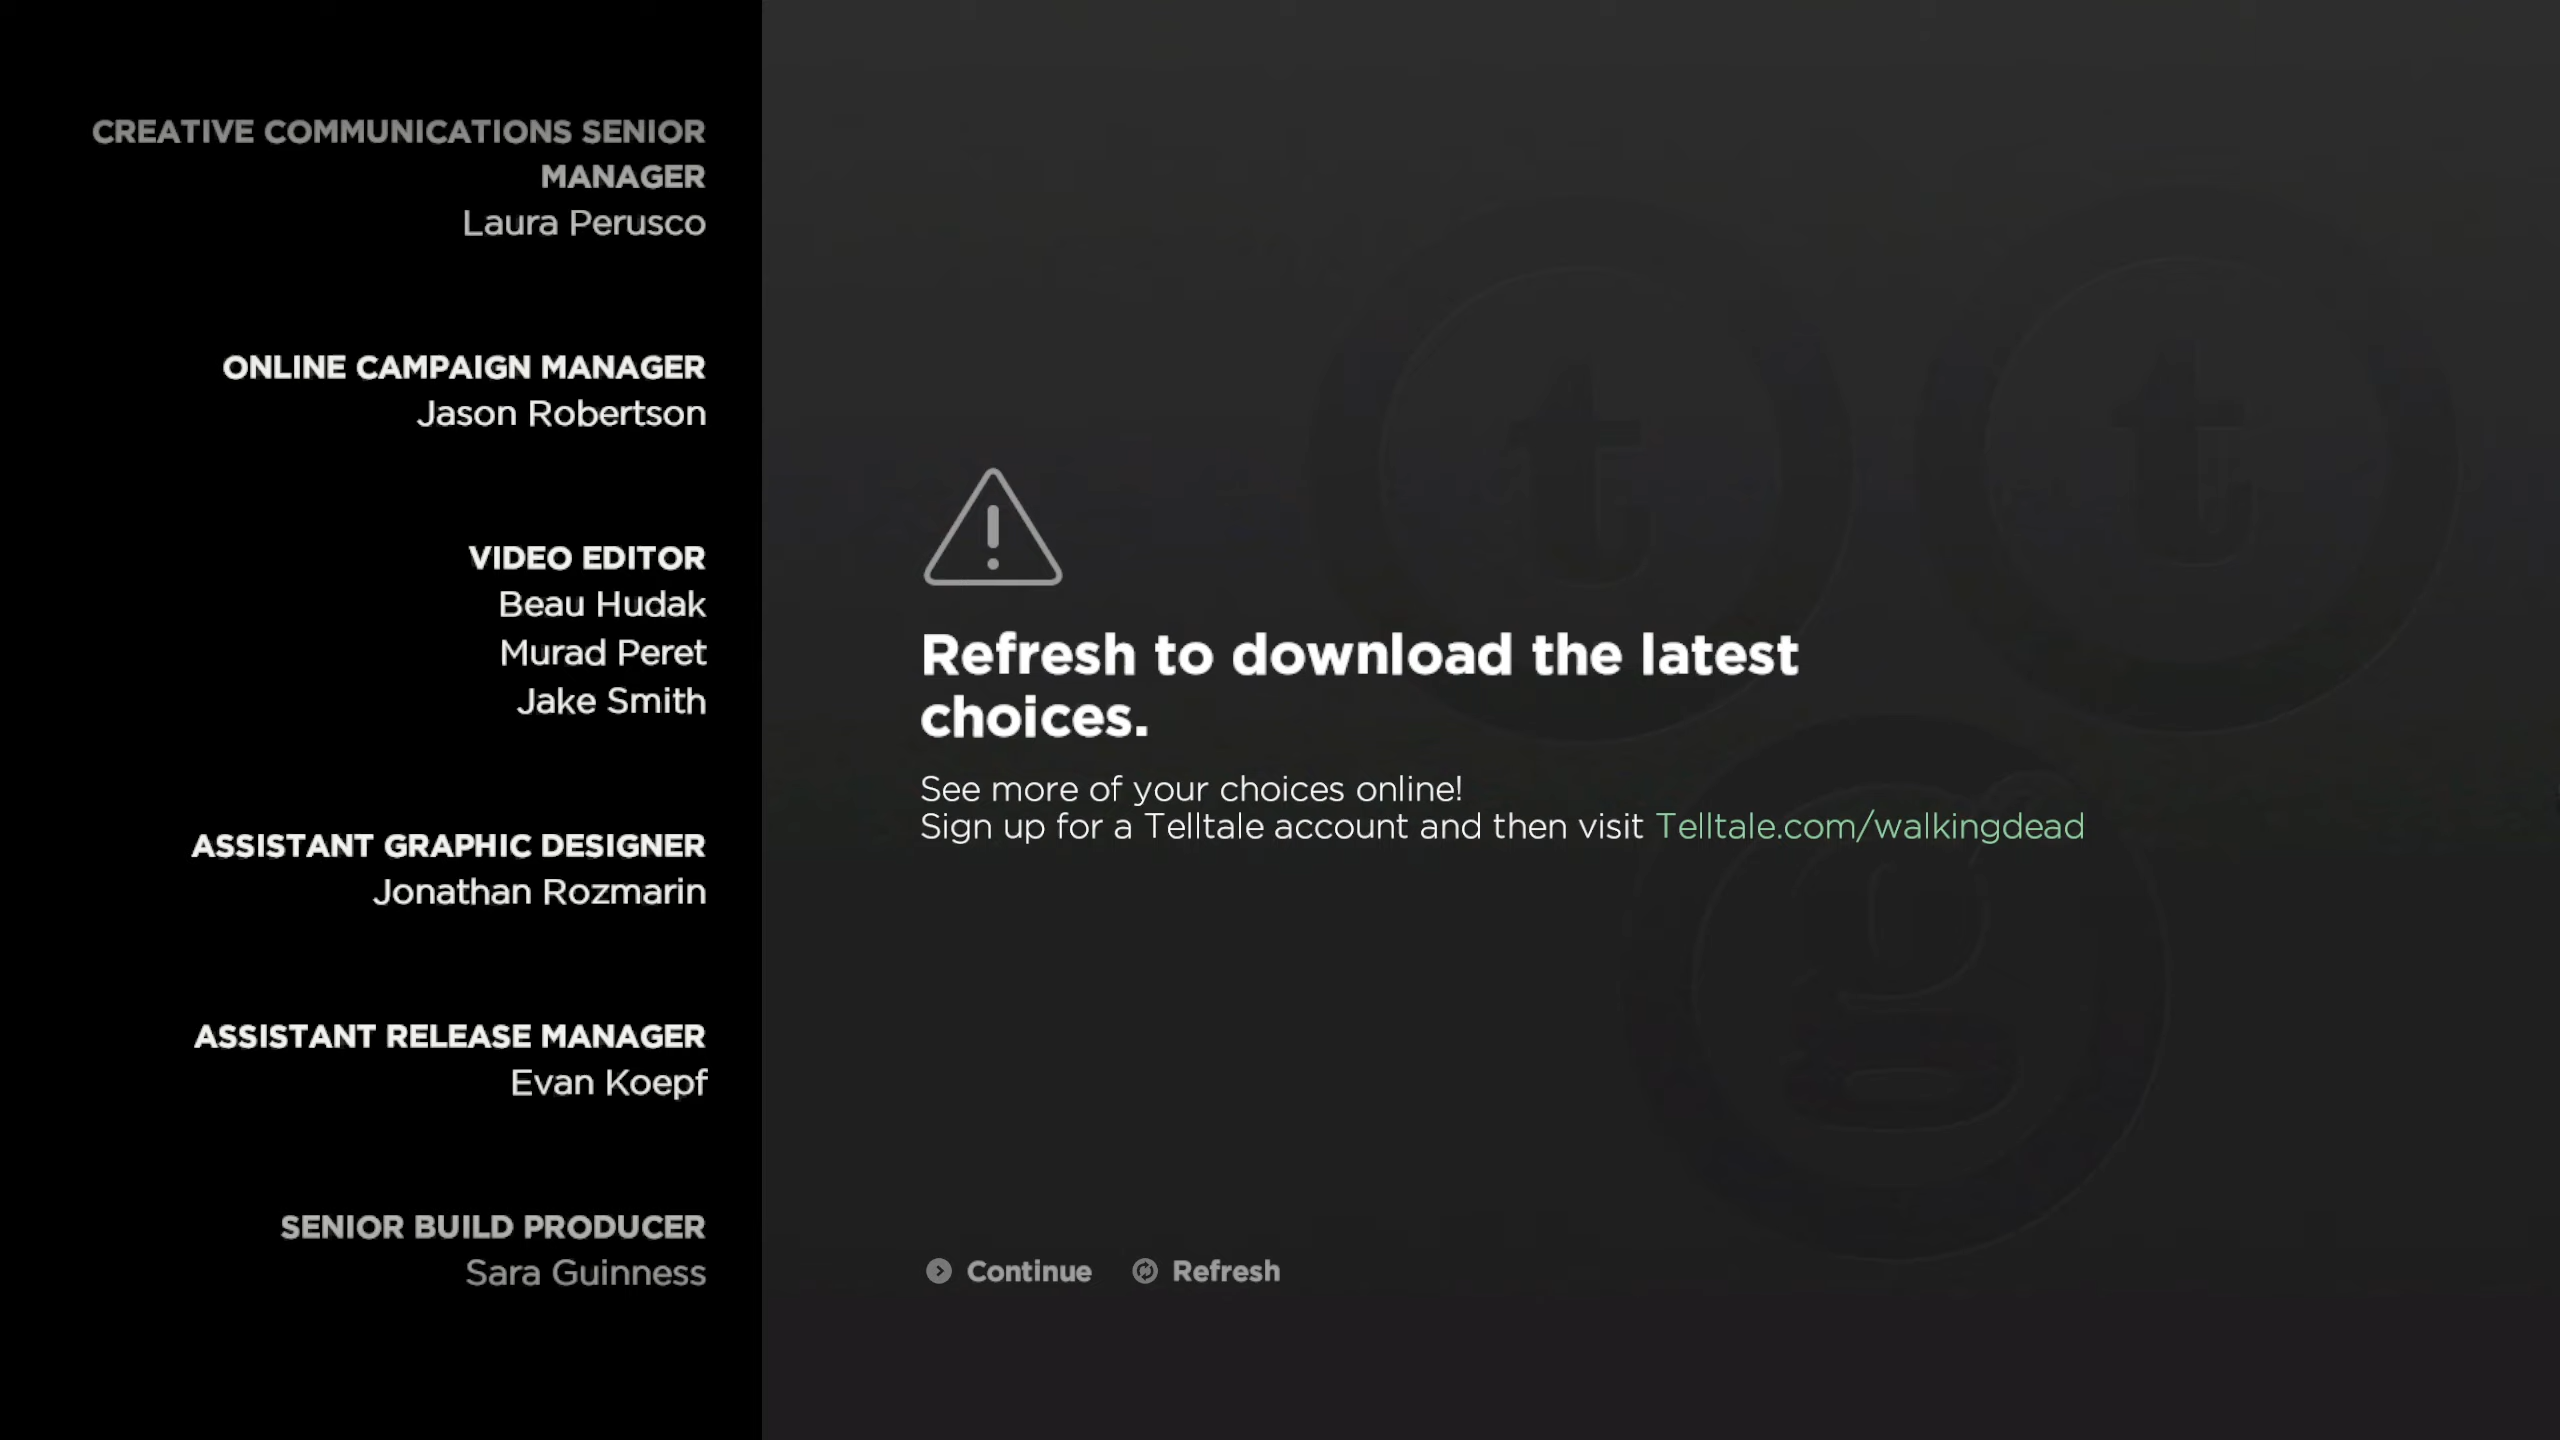 CREATIVE COMMUNICATIONS SENIOR
MANAGER
Laura Perusco
ONLINE CAMPAIGN MANAGER
Jason Robertson
VIDEO EDITOR
Beau Hudak
Murad Peret
Jake Smith
ASSISTANT GRAPHIC DESIGNER
Jonathan Rozmarin
ASSISTANT RELEASE MANAGER
Evan Koepf
SENIOR BUILD PRODUCER
Sara Guinness
t t
g
Refresh to download the latest
choices.
See more of your choices online!
Sign up for a Telltale account and then visit Telltale.com/walkingdead
Continue Refresh